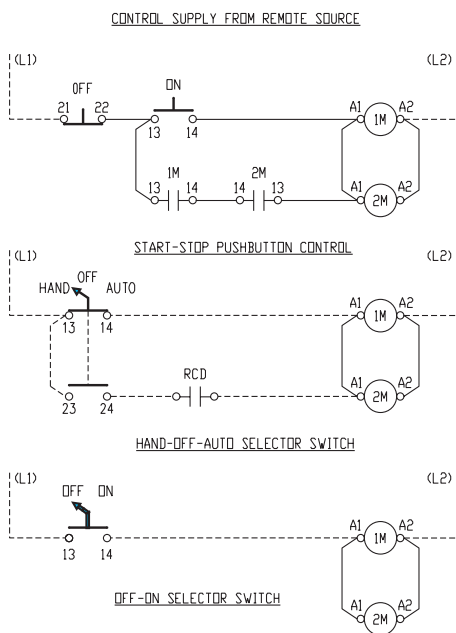 CONTROL SUPPLY FROM REMOTE SOURCE
(L1) (L2)
OFF ON
21 22 A1 A2
1M
13 14
1M 2M
13 14 14 13 A1 A2
2M
START-STOP PUSHBUTTON CONTROL
(L1) (L2)
HAND OFF AUTO
A1 A2
1M
13 14
RCD
A1 A2
2M
23 24
HAND-OFF-AUTO SELECTOR SWITCH
(L1) (L2)
OFF ON
A1 A2
1M
13 14
OFF-ON SELECTOR SWITCH
A1 A2
2M